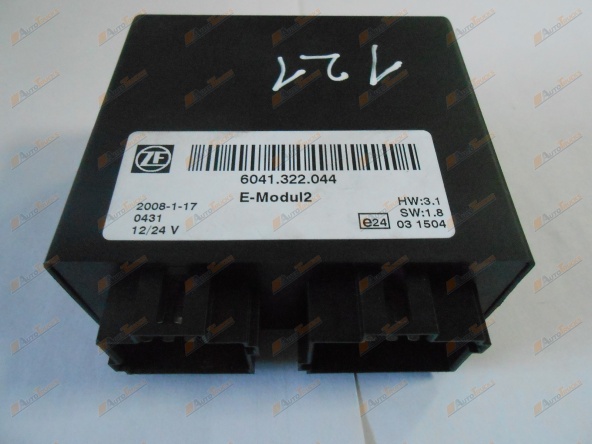 121
ZF
6041.322.044
E-Modul2
2008-1-17
0431
12/24 V
HW:3.1
SW:1.8
e24 03 1504